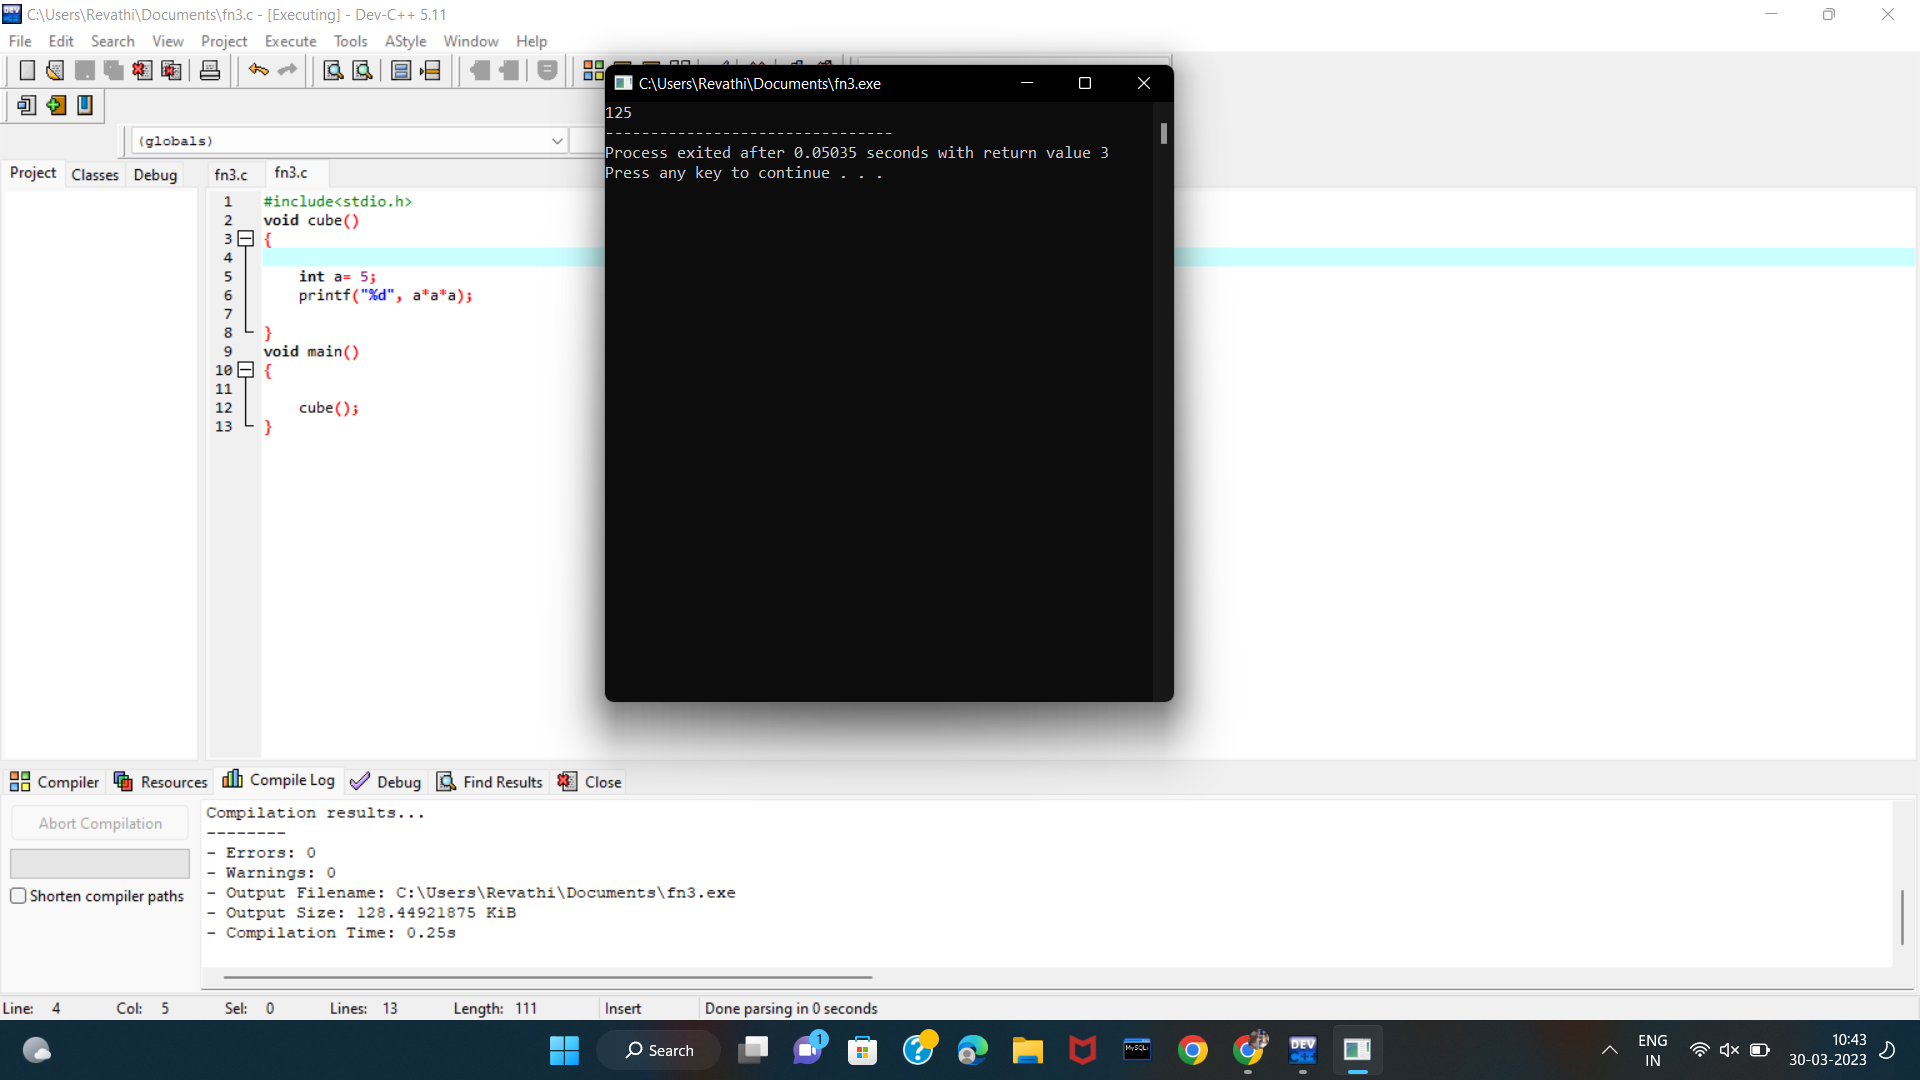 C:\Users\Revathi\Documents\fn3.c - [Executing] - Dev-C++ 5.11
File Edit Search View Project Execute Tools AStyle Window Help
(globals)
Project Classes Debug
fn3.c fn3.c
1 #include<stdio.h>
2 void cube()
3 {
4
5 int a= 5;
6 printf("%d", a*a*a);
7
8 }
9 void main()
10 {
11
12 cube();
13 }
C:\Users\Revathi\Documents\fn3.exe
125
--------------------------------
Process exited after 0.05035 seconds with return value 3
Press any key to continue . . .
Compiler Resources Compile Log Debug Find Results Close
Abort Compilation
Shorten compiler paths
Compilation results...
--------
- Errors: 0
- Warnings: 0
- Output Filename: C:\Users\Revathi\Documents\fn3.exe
- Output Size: 128.44921875 KiB
- Compilation Time: 0.25s
Line: 4 Col: 5 Sel: 0 Lines: 13 Length: 111 Insert Done parsing in 0 seconds
Search
1
MySQL
DEV
C++
ENG
IN
10:43
30-03-2023